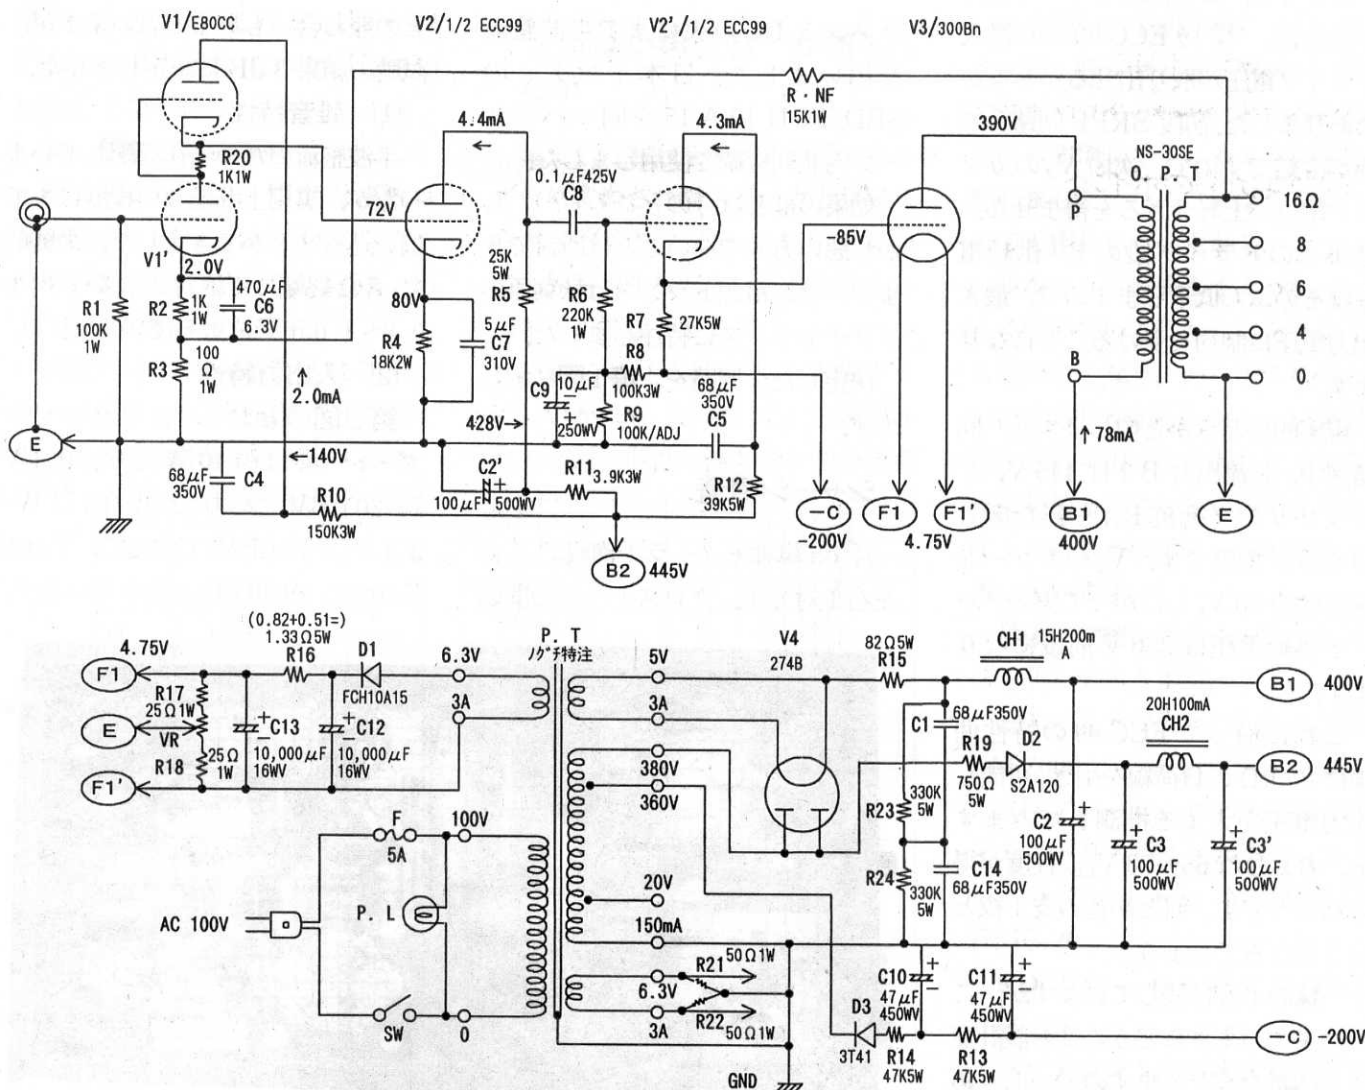 V1/E80CC
V2/1/2 ECC99
V2'/1/2 ECC99
V3/300Bn
R・NF
15K1W
4.4mA
4.3mA
390V
NS-30SE
O. P. T
R20
1K1W
0.1μF425V
C8
P
16Ω
8
6
4
0
72V
-85V
V1'
2.0V
25K
5W
R5
R6
220K
1W
R7
27K5W
470μF
C6
6.3V
R1
100K
1W
R2
1K
1W
80V
R4
18K2W
5μF
C7
310V
R8
100K3W
B
R3
100
Ω
1W
2.0mA
C9
10μF
-
+
250WV
R9
100K/ADJ
68μF
350V
C5
78mA
E
428V
-140V
68μF
350V
C4
C2'
+
100μF
500WV
R11
3.9K3W
R12
39K5W
R10
150K3W
-C
-200V
F1
F1'
4.75V
B1
400V
E
B2
445V
(0.82+0.51=)
1.33Ω5W
R16
D1
FCH10A15
4.75V
F1
6.3V
3A
P. T
ノグチ特注
5V
3A
V4
274B
82Ω5W
R15
CH1
15H200m
A
B1
400V
R17
25Ω1W
E
VR
R18
25Ω
1W
F1'
+
C13
-
10,000μF
16WV
+
C12
10,000μF
16WV
380V
360V
C1
68μF350V
R19
750Ω
5W
D2
S2A120
20H100mA
CH2
B2
445V
R23
330K
5W
R24
330K
5W
C14
68μF350V
+
C2
100μF
500WV
+
C3
100μF
500WV
+
C3'
100μF
500WV
F
5A
100V
P. L
AC 100V
SW
0
20V
150mA
6.3V
3A
R21
50Ω1W
R22
50Ω1W
C10
+
-
47μF
450WV
C11
+
-
47μF
450WV
D3
3T41
R14
47K5W
R13
47K5W
-C
-200V
GND